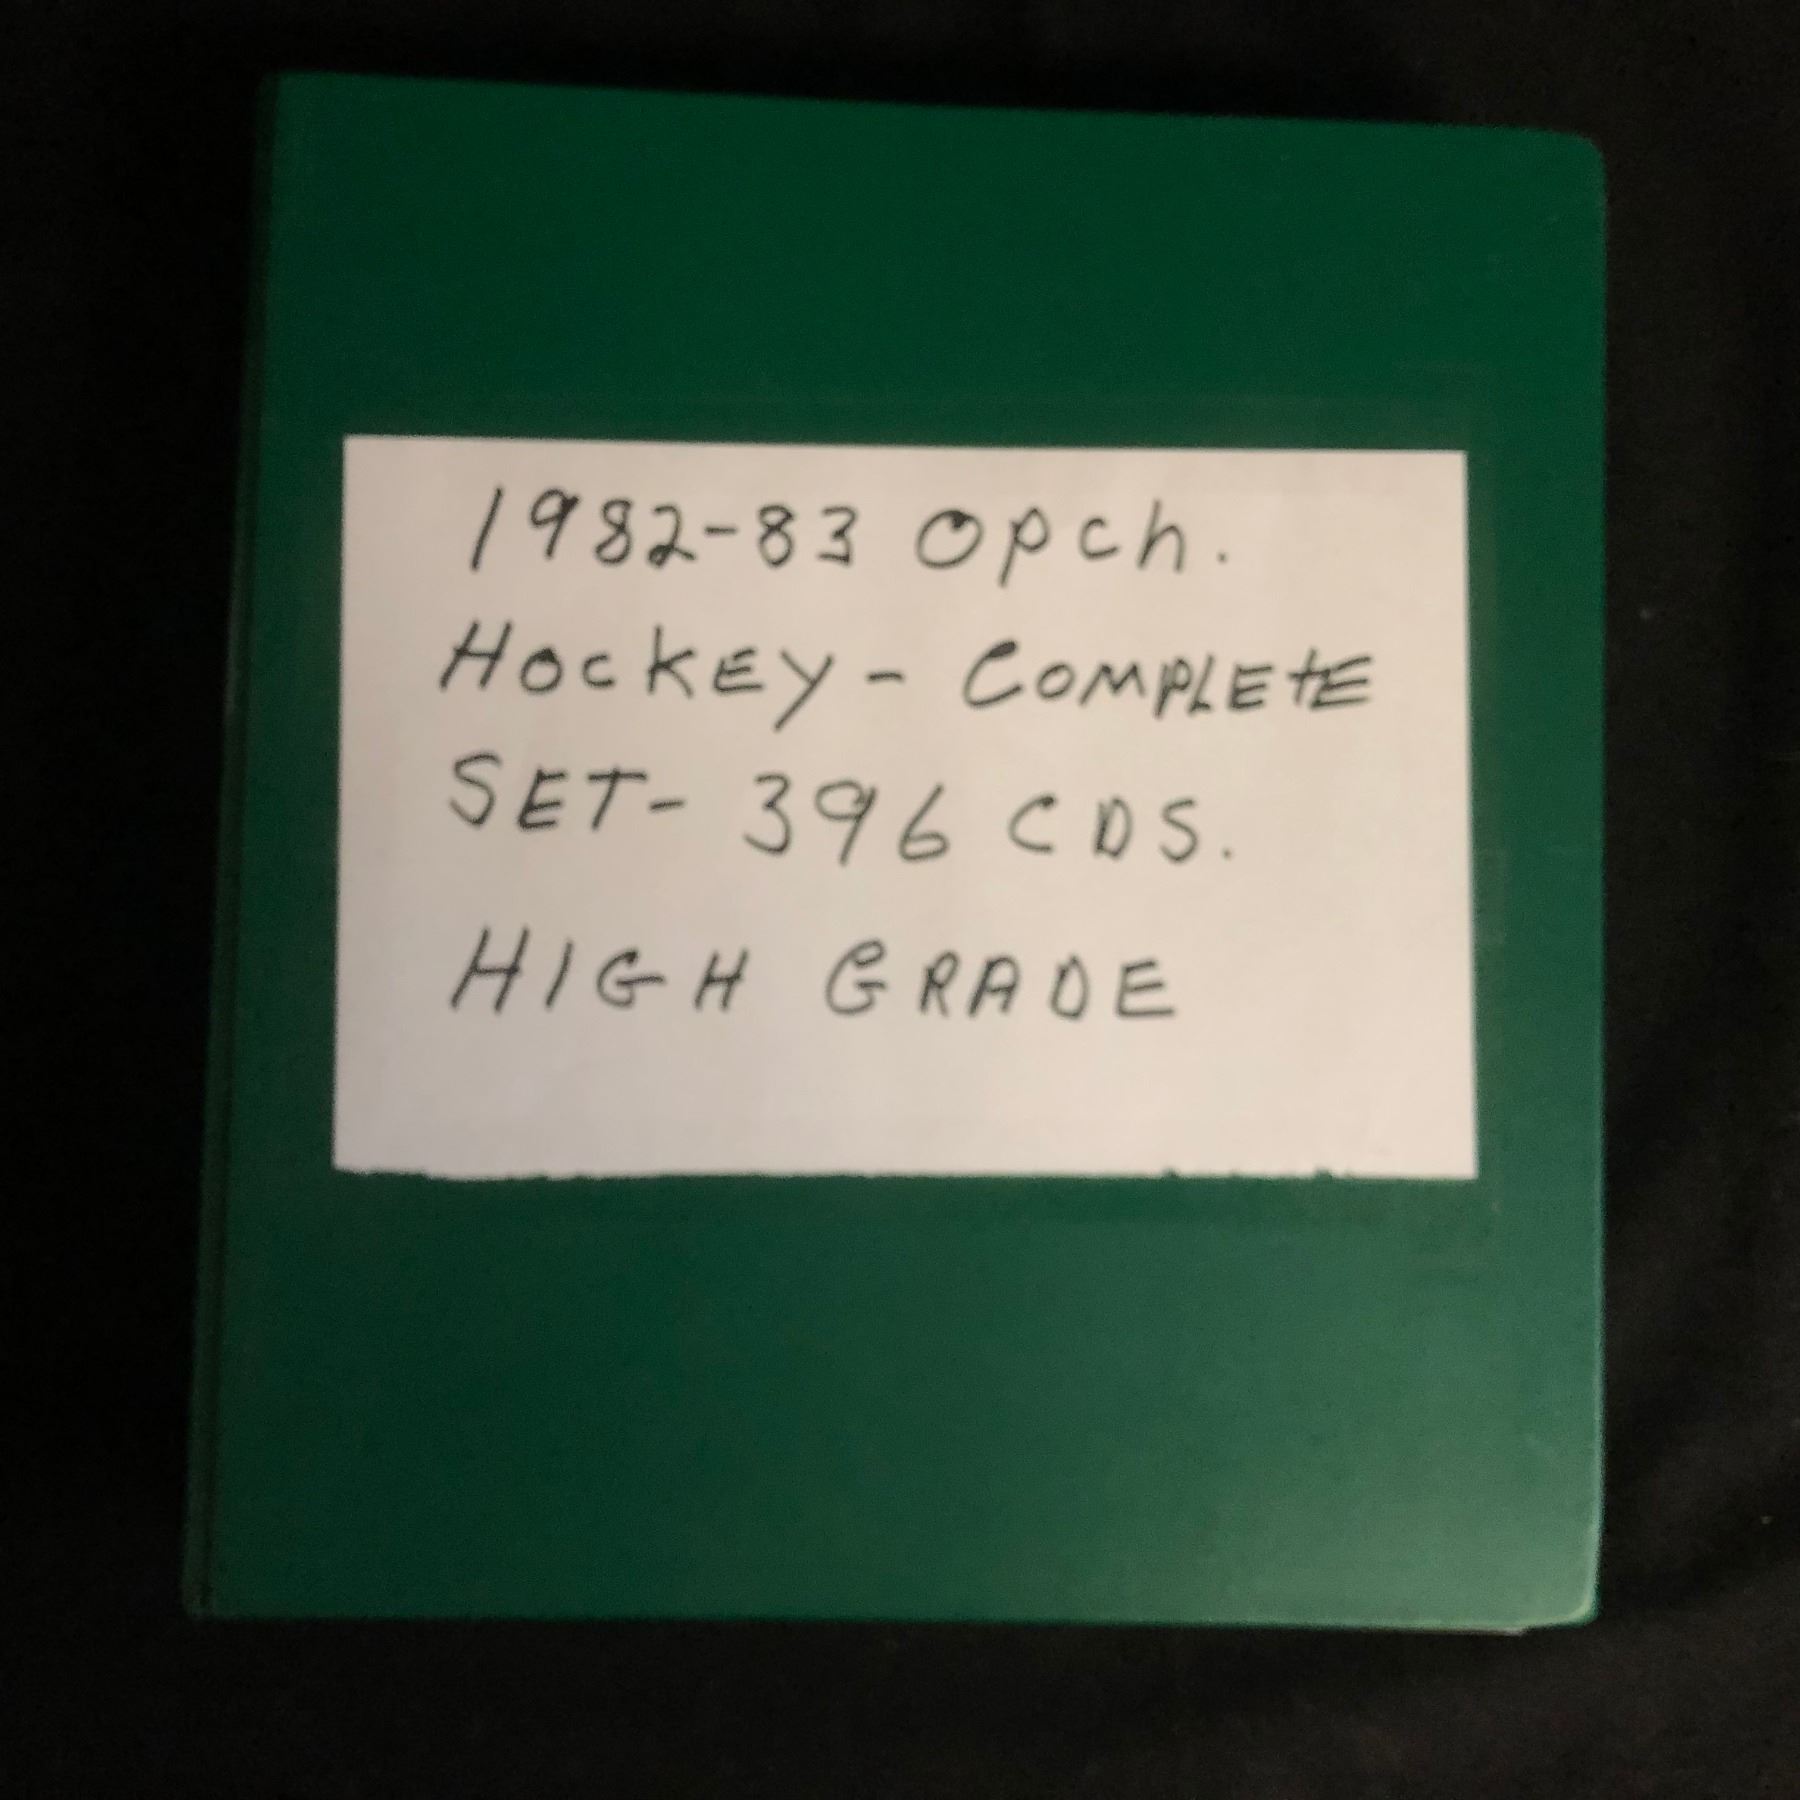 1982-83 Opch.
HOCKEY - COMPLETE
SET- 396 CDS.
HIGH GRADE